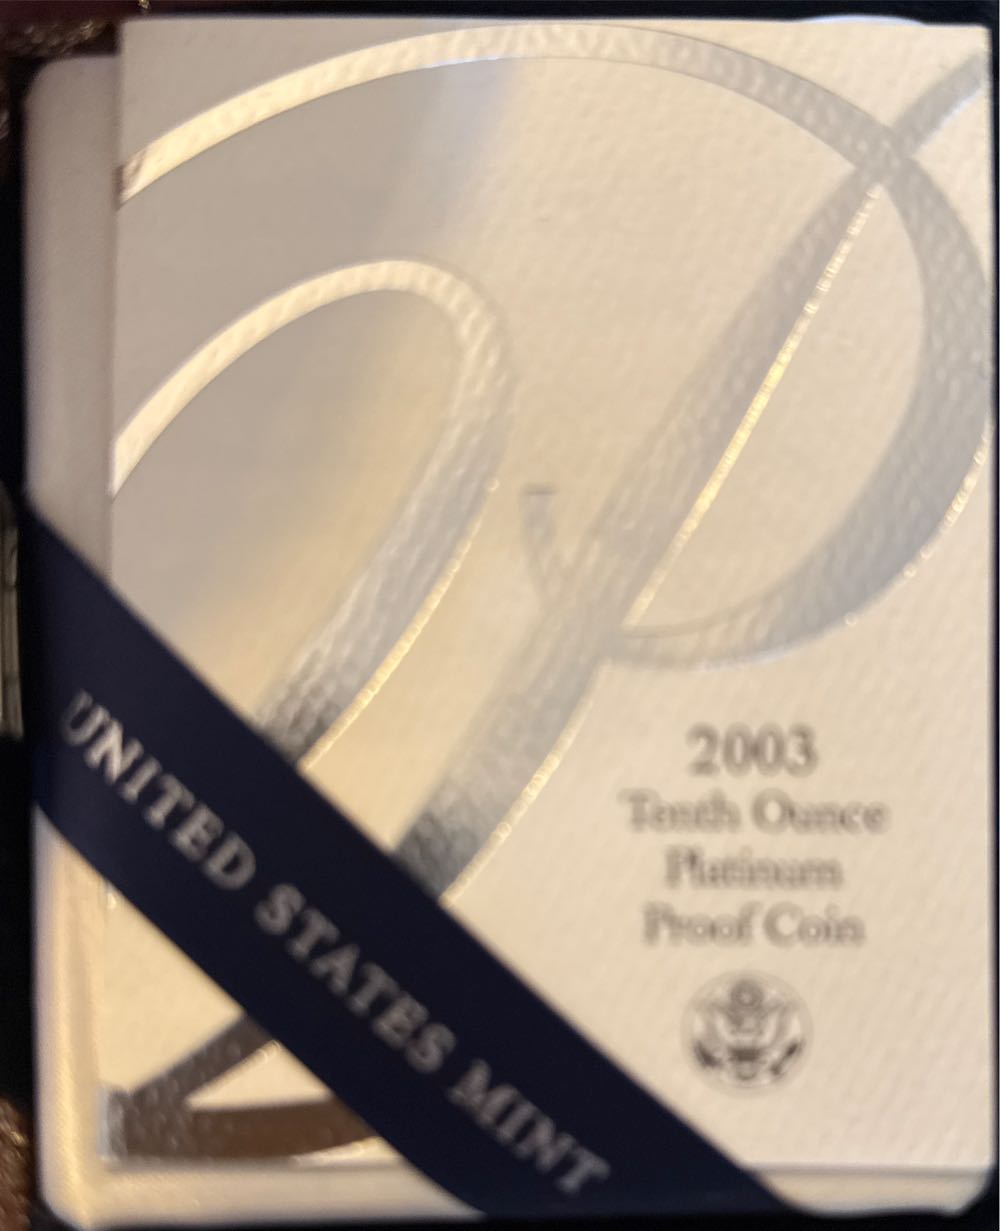 2003
Tenth Ounce
Platinum
Proof Coin
UNITED STATES MINT